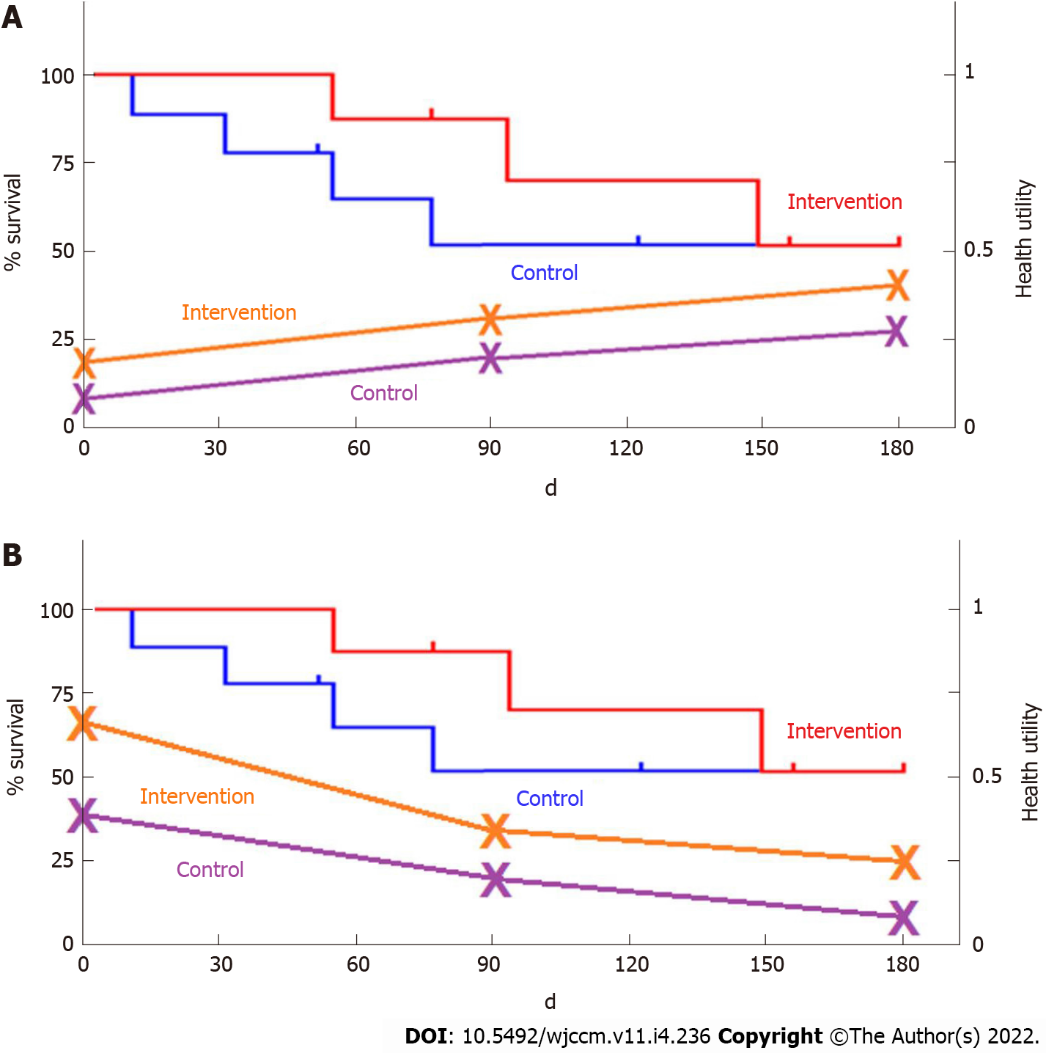 A
% survival
Health utility
100
75
50
25
0
1
0.5
0
Intervention
Control
Intervention
Control
0 30 60 90 120 150 180
d
B
% survival
Health utility
100
75
50
25
0
1
0.5
0
Intervention
Control
Intervention
Control
0 30 60 90 120 150 180
d
DOI: 10.5492/wjccm.v11.i4.236 Copyright ©The Author(s) 2022.